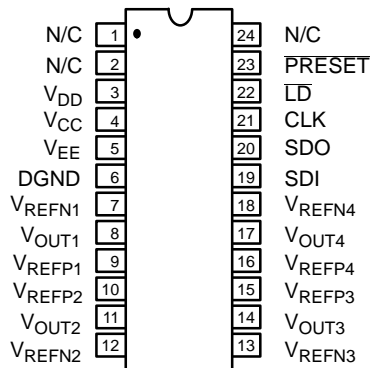 N/C 1 24 N/C
N/C 2 23 PRESET
VDD 3 22 LD
VCC 4 21 CLK
VEE 5 20 SDO
DGND 6 19 SDI
VREFN1 7 18 VREFN4
VOUT1 8 17 VOUT4
VREFP1 9 16 VREFP4
VREFP2 10 15 VREFP3
VOUT2 11 14 VOUT3
VREFN2 12 13 VREFN3